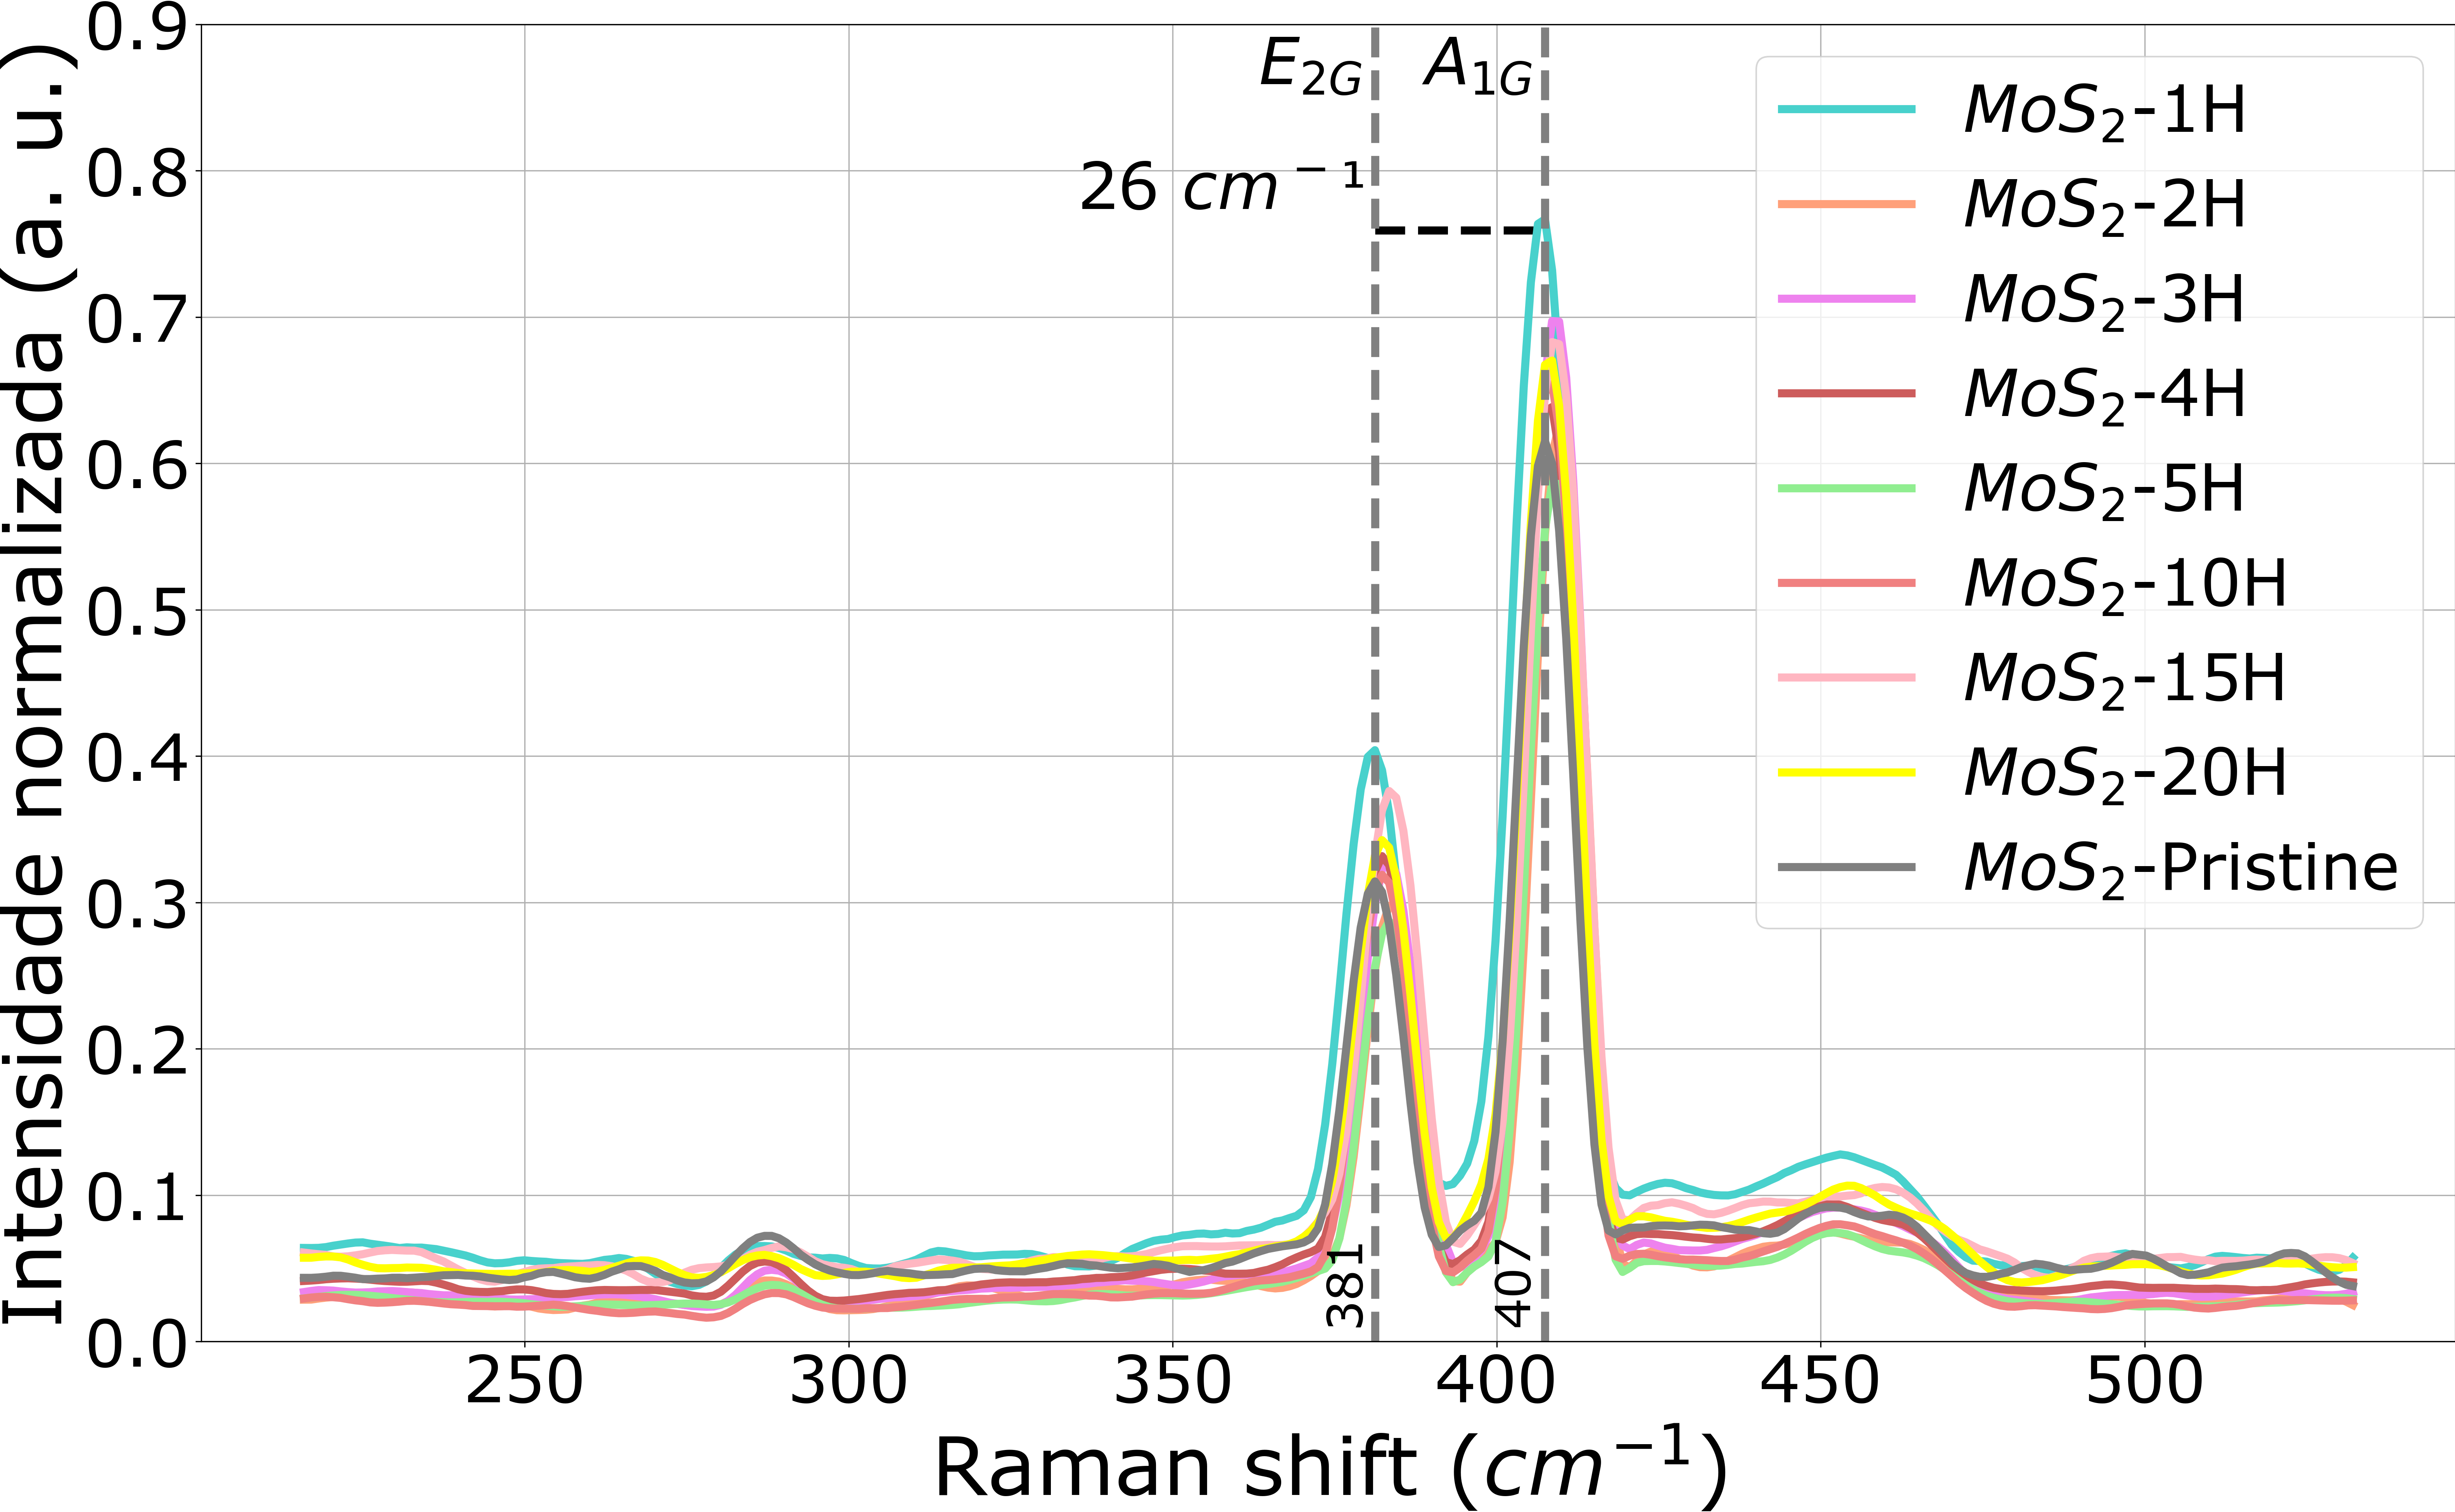 Intensidade normalizada (a. u.)
0.9
0.8
0.7
0.6
0.5
0.4
0.3
0.2
0.1
0.0
E₂G
A₁G
26 cm⁻¹
381
407
MoS₂-1H
MoS₂-2H
MoS₂-3H
MoS₂-4H
MoS₂-5H
MoS₂-10H
MoS₂-15H
MoS₂-20H
MoS₂-Pristine
250
300
350
400
450
500
Raman shift (cm⁻¹)